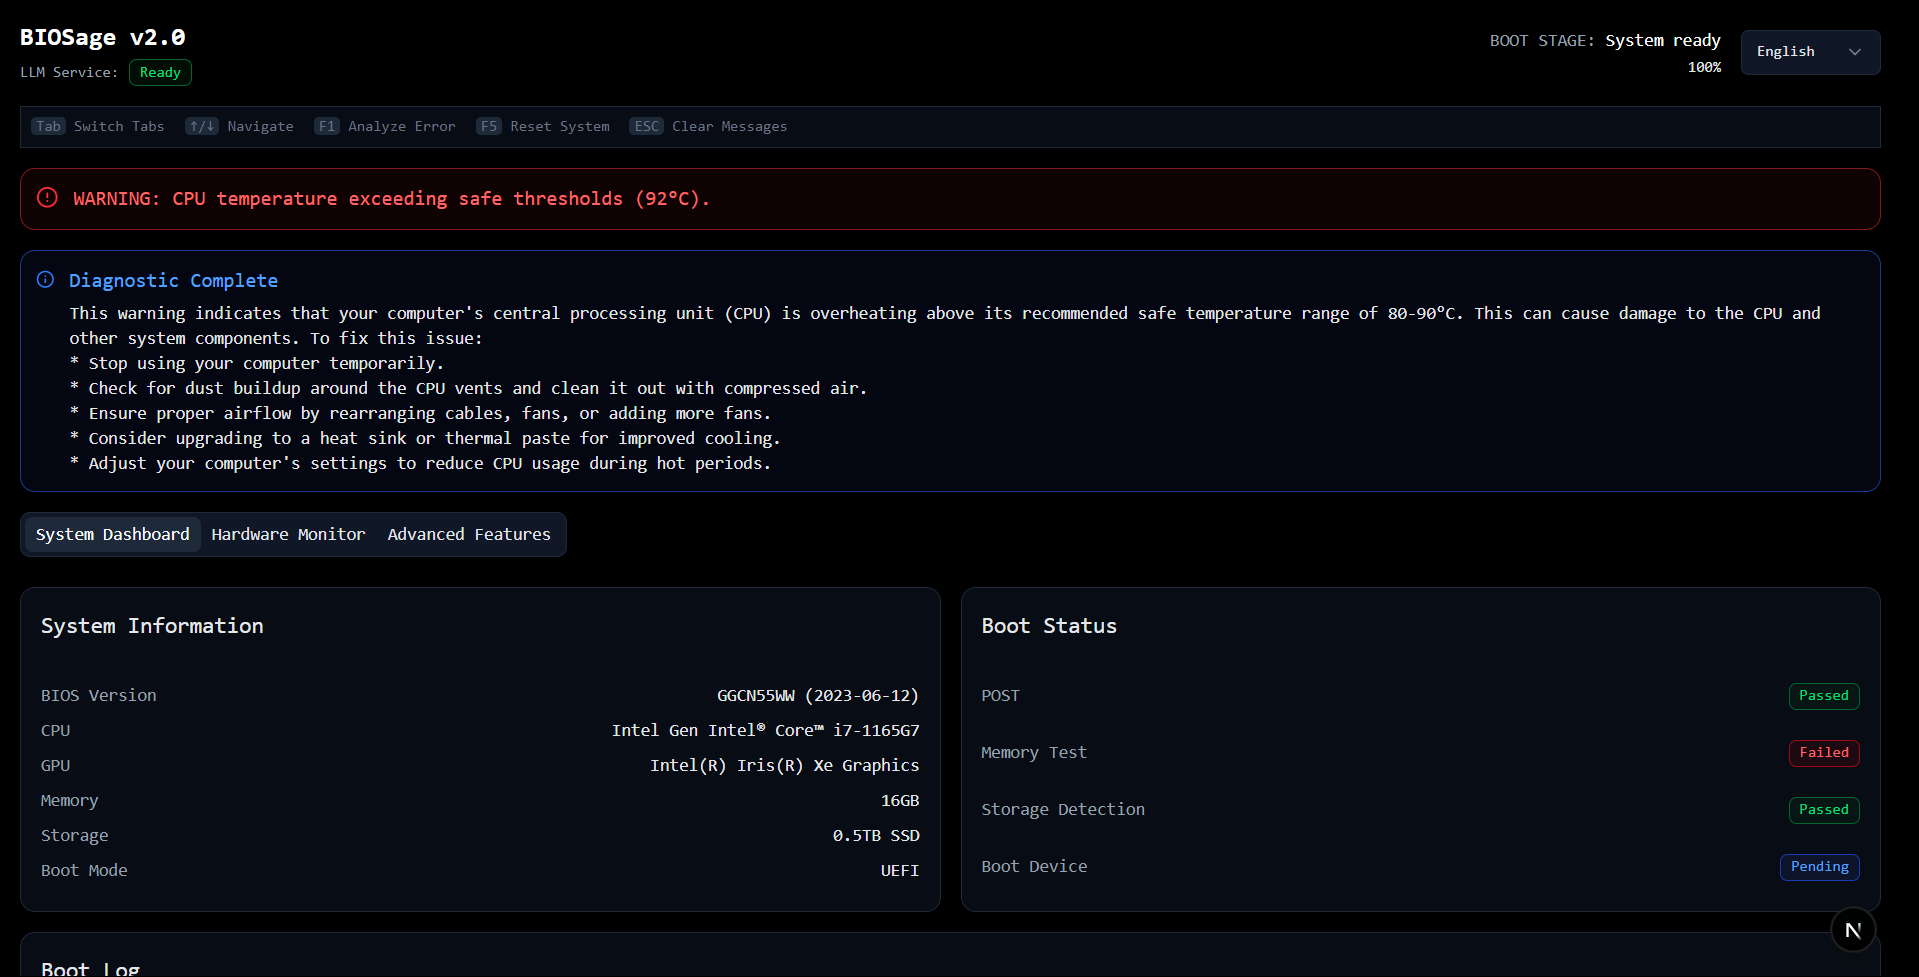 BIOSage v2.0
LLM Service: Ready
BOOT STAGE: System ready
100%
English
Tab Switch Tabs ↑/↓ Navigate F1 Analyze Error F5 Reset System ESC Clear Messages
WARNING: CPU temperature exceeding safe thresholds (92°C).
Diagnostic Complete
This warning indicates that your computer's central processing unit (CPU) is overheating above its recommended safe temperature range of 80-90°C. This can cause damage to the CPU and
other system components. To fix this issue:
* Stop using your computer temporarily.
* Check for dust buildup around the CPU vents and clean it out with compressed air.
* Ensure proper airflow by rearranging cables, fans, or adding more fans.
* Consider upgrading to a heat sink or thermal paste for improved cooling.
* Adjust your computer's settings to reduce CPU usage during hot periods.
System Dashboard Hardware Monitor Advanced Features
System Information
BIOS Version GGCN55WW (2023-06-12)
CPU Intel Gen Intel® Core™ i7-1165G7
GPU Intel(R) Iris(R) Xe Graphics
Memory 16GB
Storage 0.5TB SSD
Boot Mode UEFI
Boot Status
POST Passed
Memory Test Failed
Storage Detection Passed
Boot Device Pending
N
Boot Log